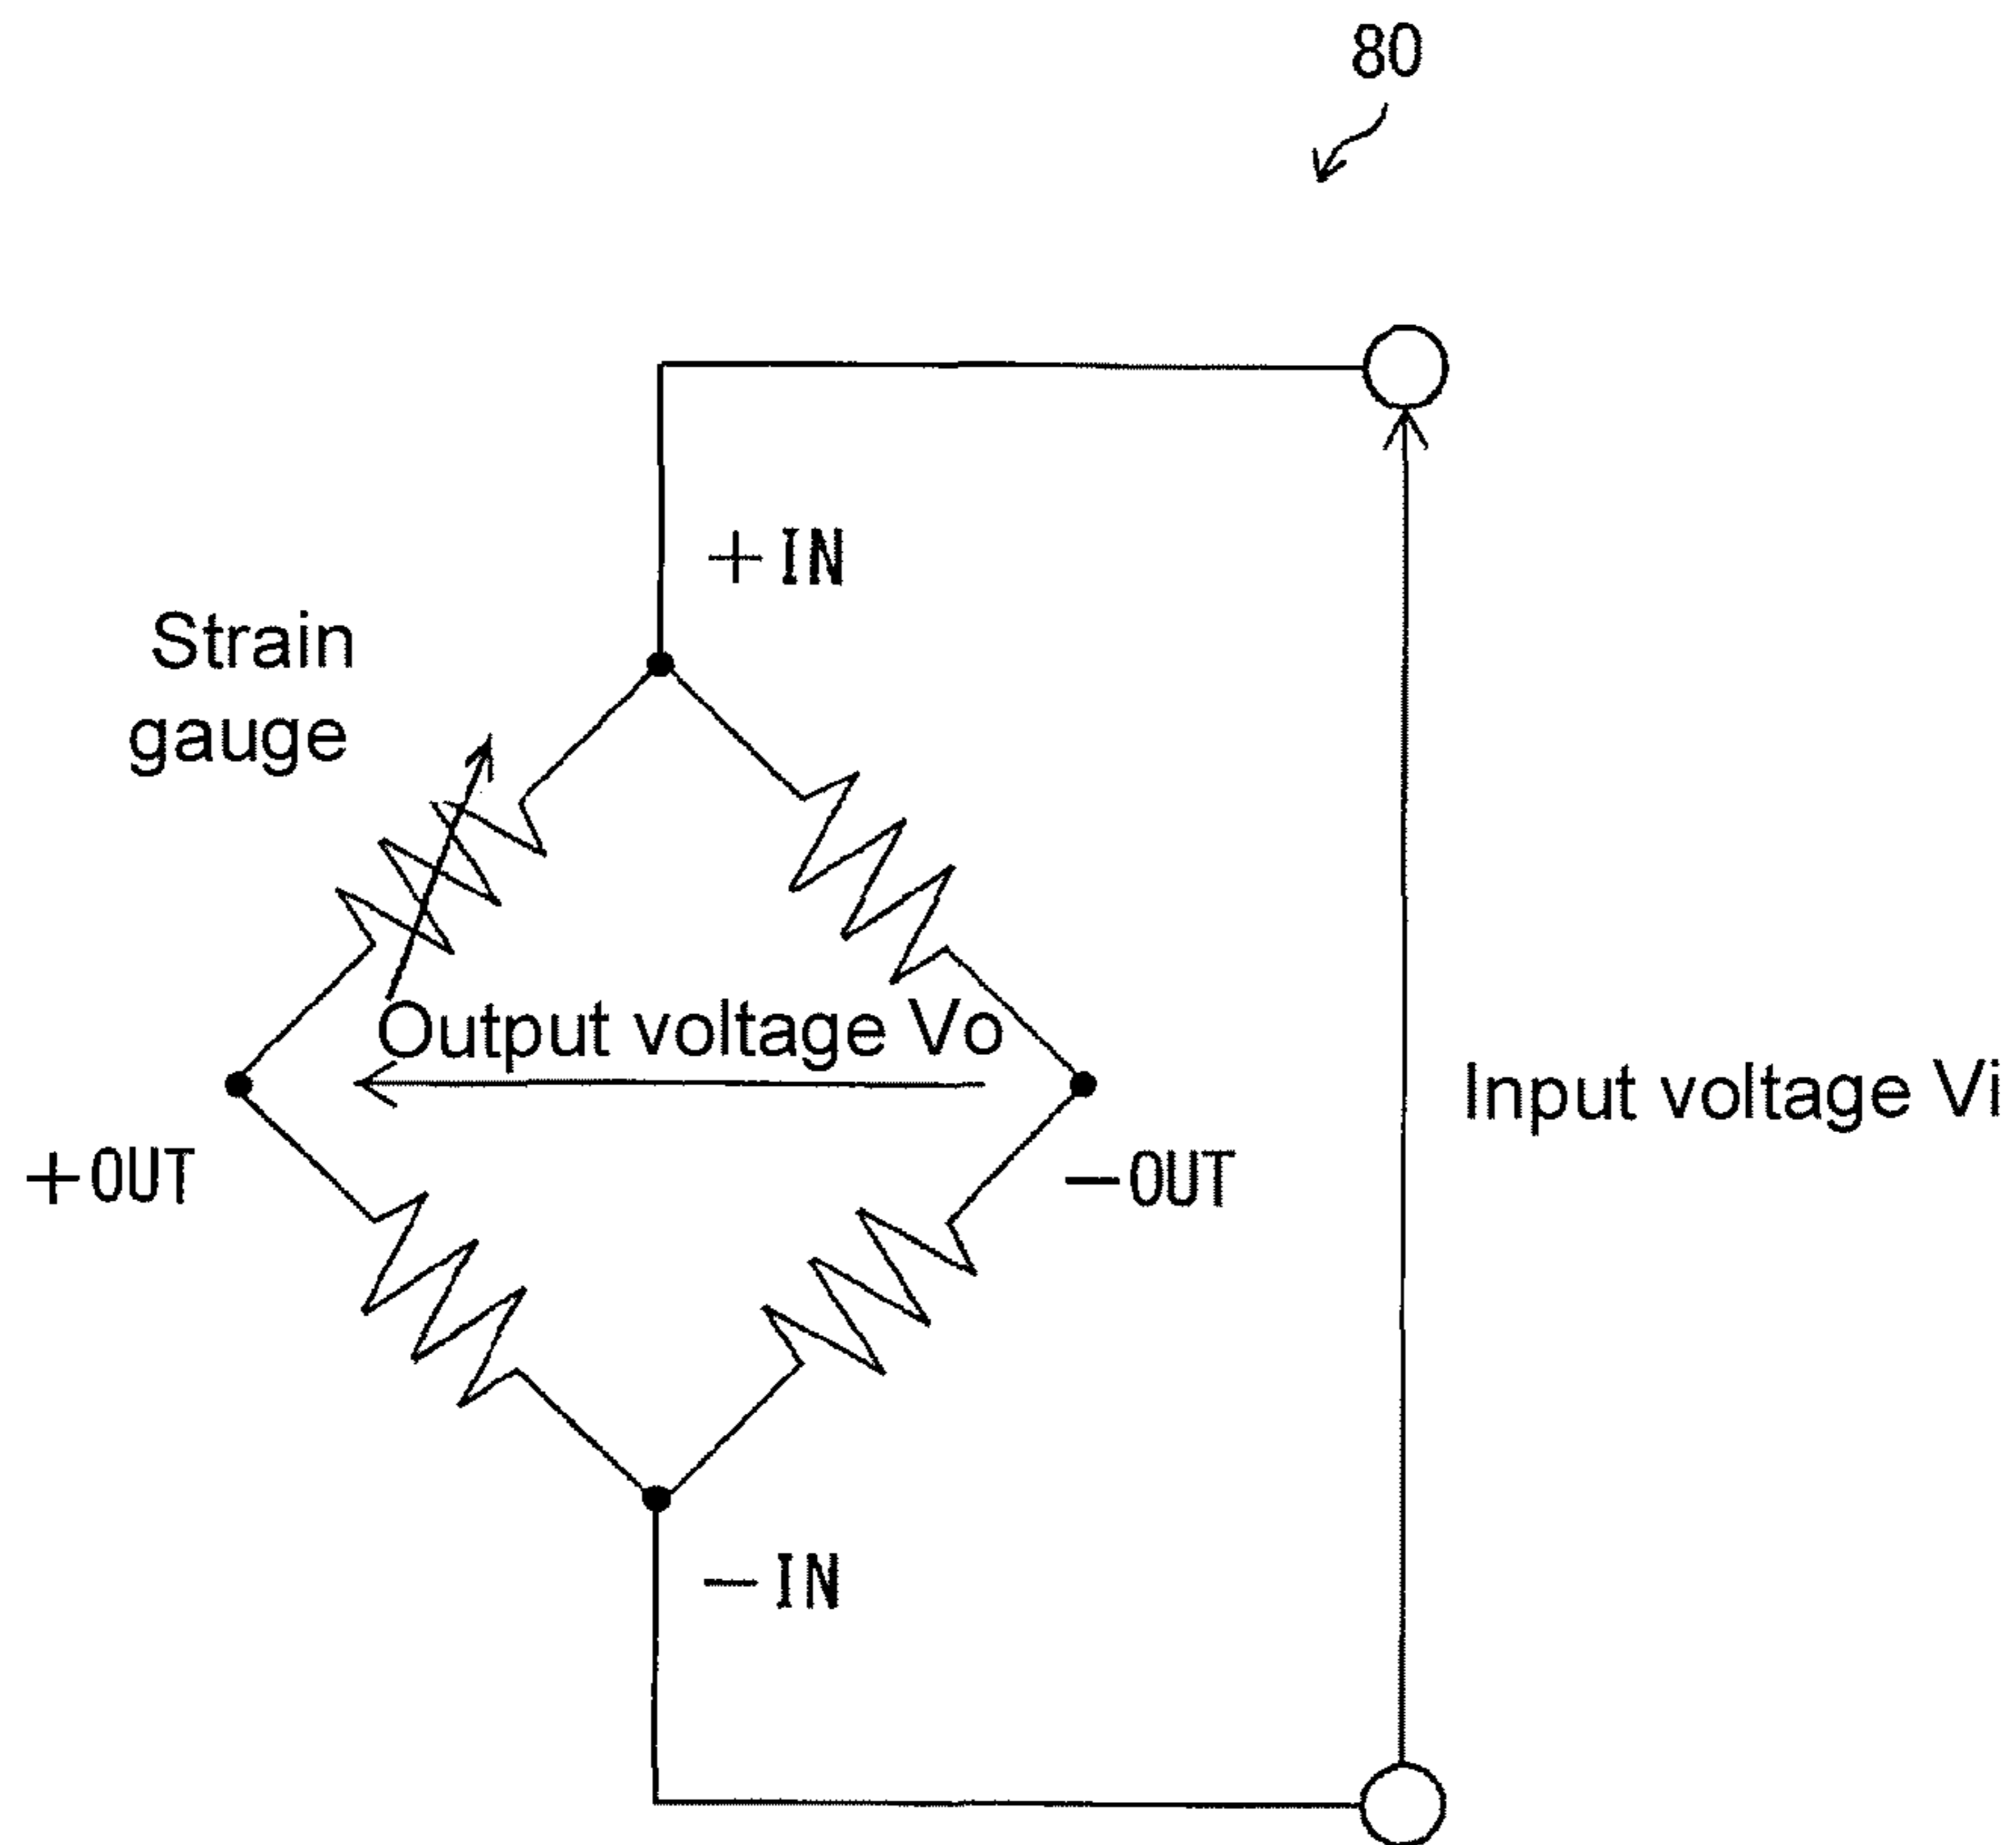 80
+IN
Strain
gauge
Output voltage Vo
Input voltage Vi
+OUT
-OUT
-IN